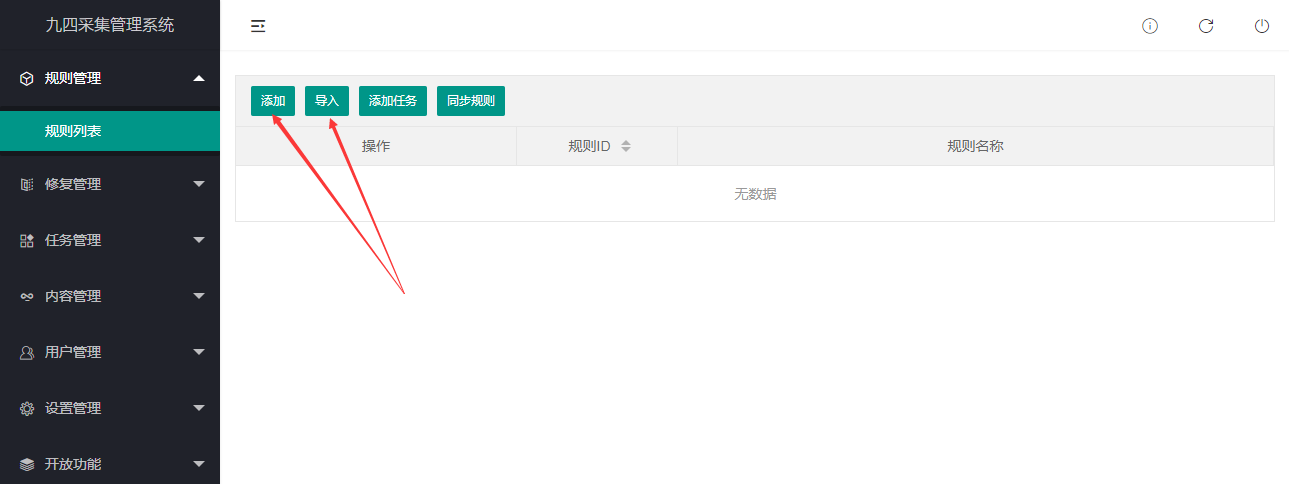 九四采集管理系统
规则管理
规则列表
修复管理
任务管理
内容管理
用户管理
设置管理
开放功能
添加 导入 添加任务 同步规则
操作 规则ID 规则名称
无数据